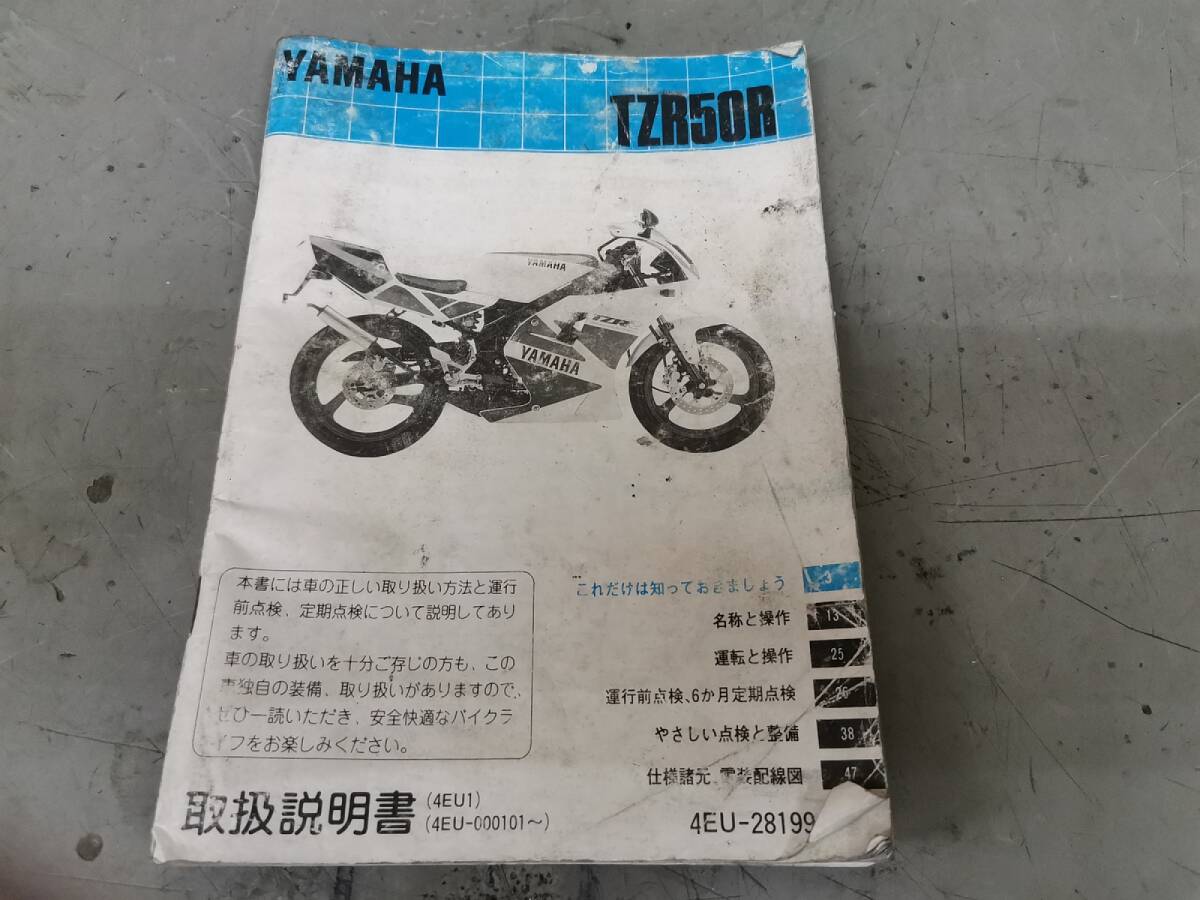 YAMAHA
TZR50R
YAMAHA
TZR
YAMAHA
本書には車の正しい取り扱い方法と運行
前点検、定期点検について説明してあり
ます。
車の取り扱いを十分ご存じの方も、この
車独自の装備、取り扱いがありますので、
ぜひ一読いただき、安全快適なバイクラ
イフをお楽しみください。
これだけは知っておきましょう 3
名称と操作 13
運転と操作 25
運行前点検、6か月定期点検 26
やさしい点検と整備 38
仕様諸元、電装配線図 47
取扱説明書 (4EU1)
(4EU-000101〜)
4EU-28199